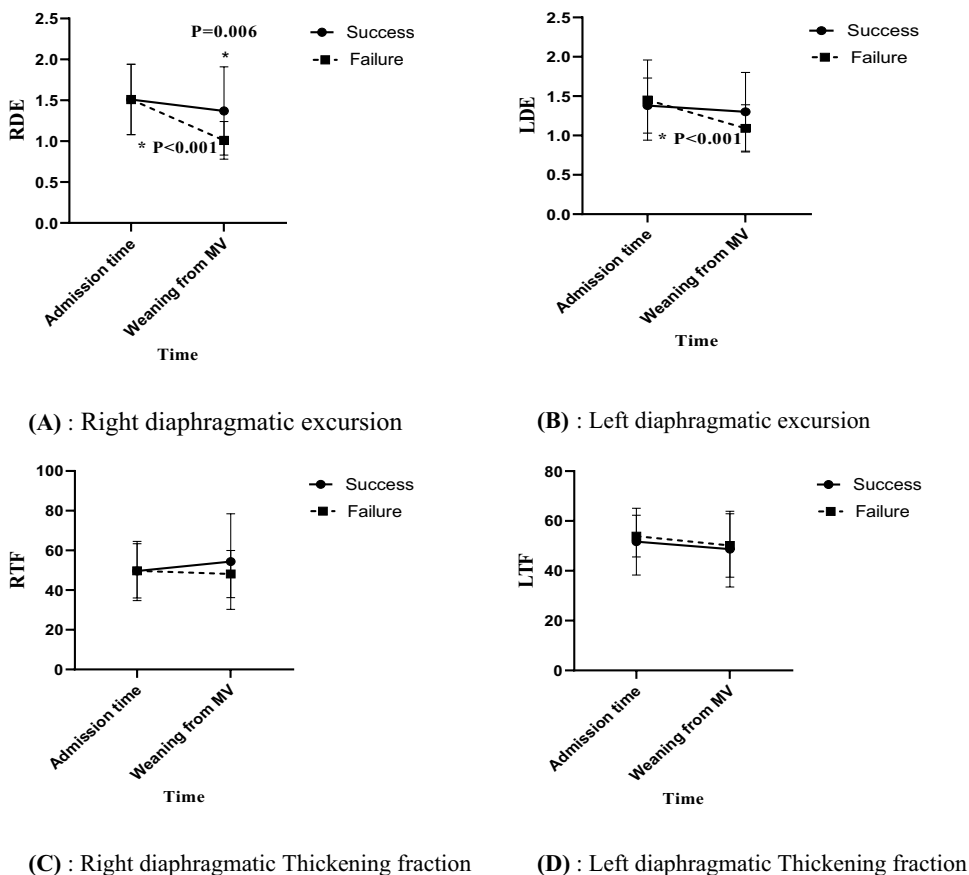 2.5
2.0
1.5
1.0
0.5
0.0
RDE
P=0.006
*
* P<0.001
Success
Failure
Admission time
Weaning from MV
Time
(A) : Right diaphragmatic excursion
2.5
2.0
1.5
1.0
0.5
0.0
LDE
* P<0.001
Success
Failure
Admission time
Weaning from MV
Time
(B) : Left diaphragmatic excursion
100
80
60
40
20
0
RTF
Success
Failure
Admission time
Weaning from MV
Time
(C) : Right diaphragmatic Thickening fraction
80
60
40
20
0
LTF
Success
Failure
Admission time
Weaning from MV
Time
(D) : Left diaphragmatic Thickening fraction